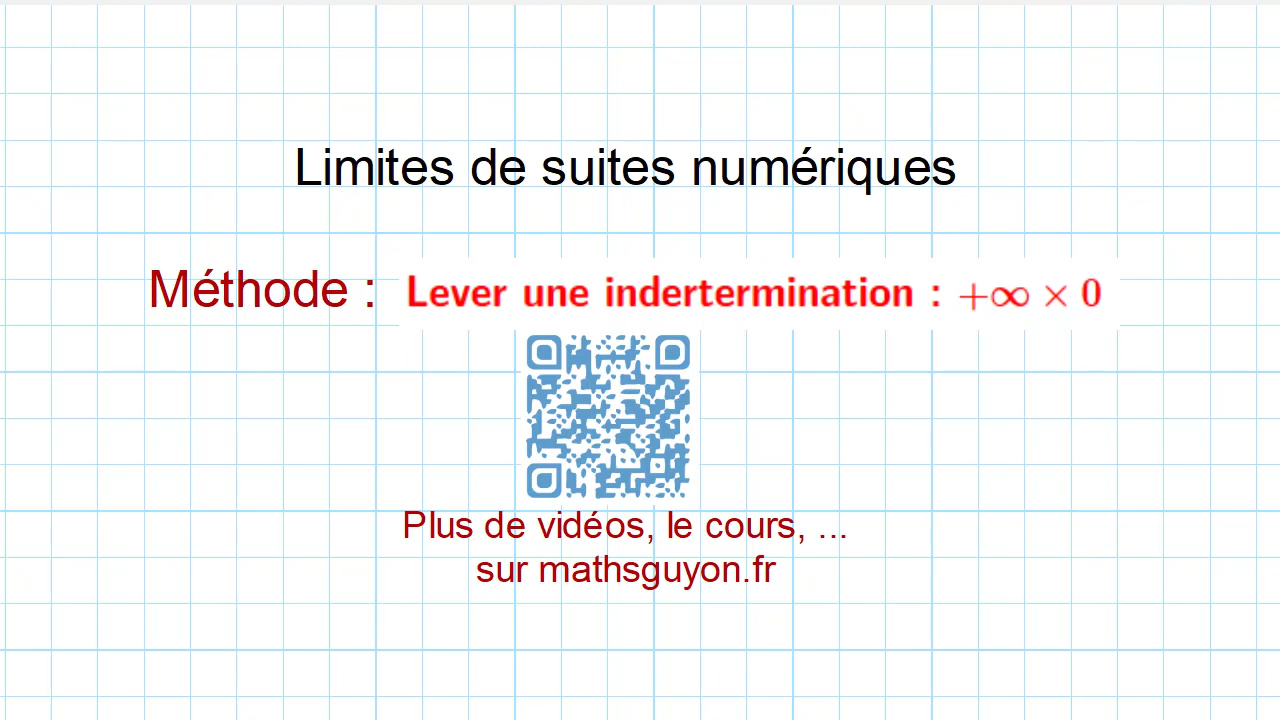 Limites de suites numériques
Méthode : Lever une indertermination : +∞ × 0
Plus de vidéos, le cours, ...
sur mathsguyon.fr